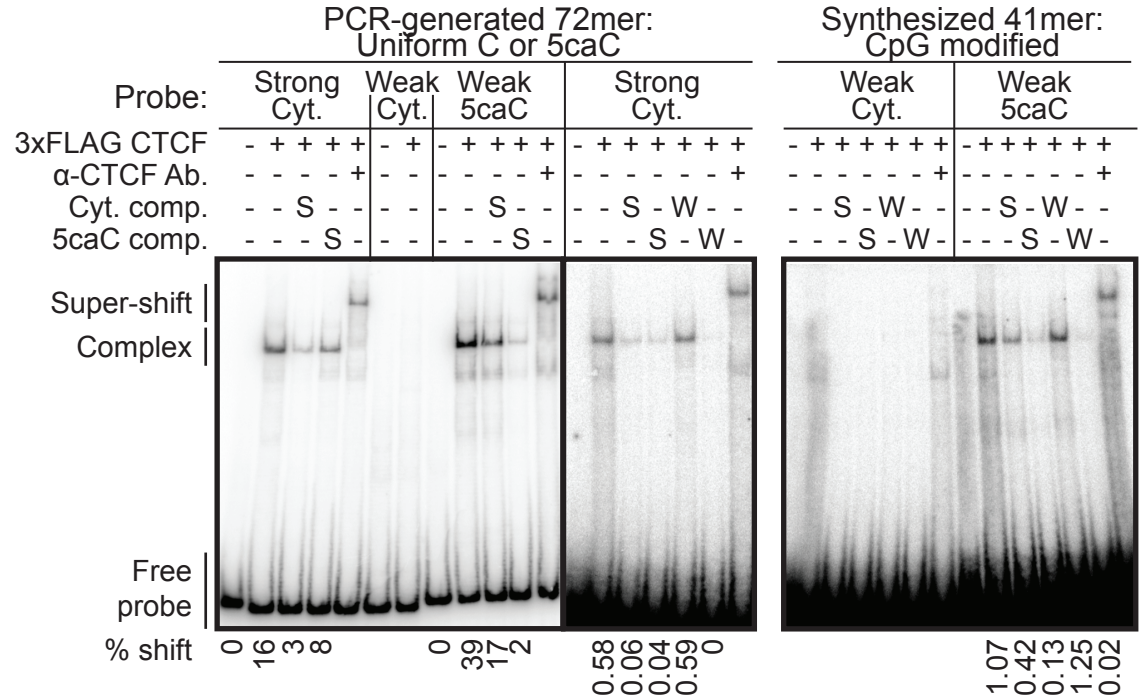 PCR-generated 72mer:
Uniform C or 5caC
Synthesized 41mer:
CpG modified
Probe:
Strong Cyt.
Weak Cyt.
Weak 5caC
Strong Cyt.
Weak Cyt.
Weak 5caC
3xFLAG CTCF - + + + + - + - + + + + - + + + + + + - + + + + + + - + + + + + +
α-CTCF Ab. - - - - + - - - - - - + - - - - - - + - - - - - - + - - - - - +
Cyt. comp. - - S - - - - - - S - - - - S - W - - - - S - W - - - - S - W - -
5caC comp. - - - S - - - - - - S - - - - S - W - - - - S - W - - - - S - W -
Super-shift
Complex
Free
probe
% shift 0 16 3 8 0 39 17 2 0.58 0.06 0.04 0.59 0 1.07 0.42 0.13 1.25 0.02